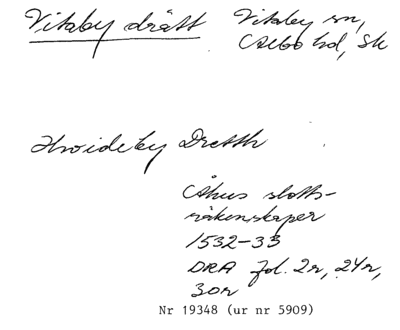 Vitaby drätt Vitaby sn,
Albo hd, Sk
Hwideby Dretth
Åhus slotts-
räkenskaper
1532-33
DRA fol. 2r, 24r,
30r
Nr 19348 (ur nr 5909)